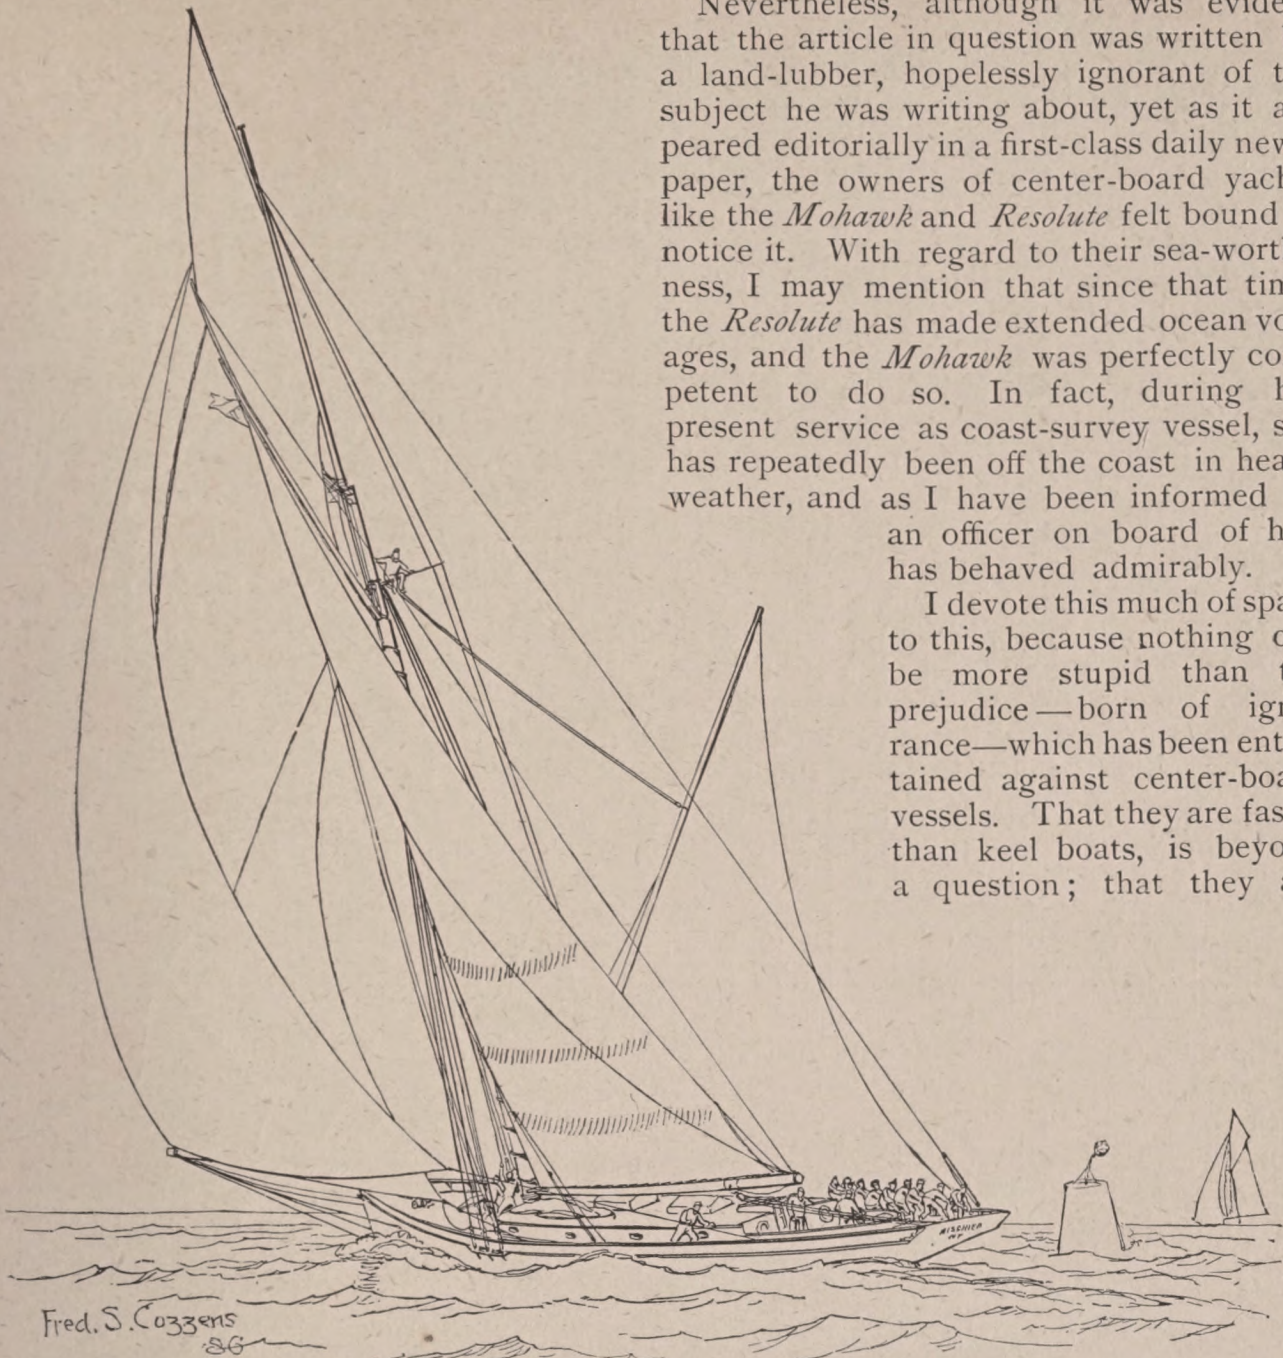 Nevertheless, although it was evide
that the article in question was written
a land-lubber, hopelessly ignorant of t
subject he was writing about, yet as it a
peared editorially in a first-class daily new
paper, the owners of center-board yach
like the Mohawk and Resolute felt bound
notice it. With regard to their sea-wort
ness, I may mention that since that tim
the Resolute has made extended ocean vo
ages, and the Mohawk was perfectly co
petent to do so. In fact, during h
present service as coast-survey vessel, s
has repeatedly been off the coast in hea
weather, and as I have been informed
an officer on board of h
has behaved admirably.
I devote this much of spa
to this, because nothing c
be more stupid than t
prejudice—born of ign
rance—which has been ent
tained against center-boa
vessels. That they are fas
than keel boats, is beyo
a question; that they a
MISCHIEF
NY
Fred. S. Cozzens
86